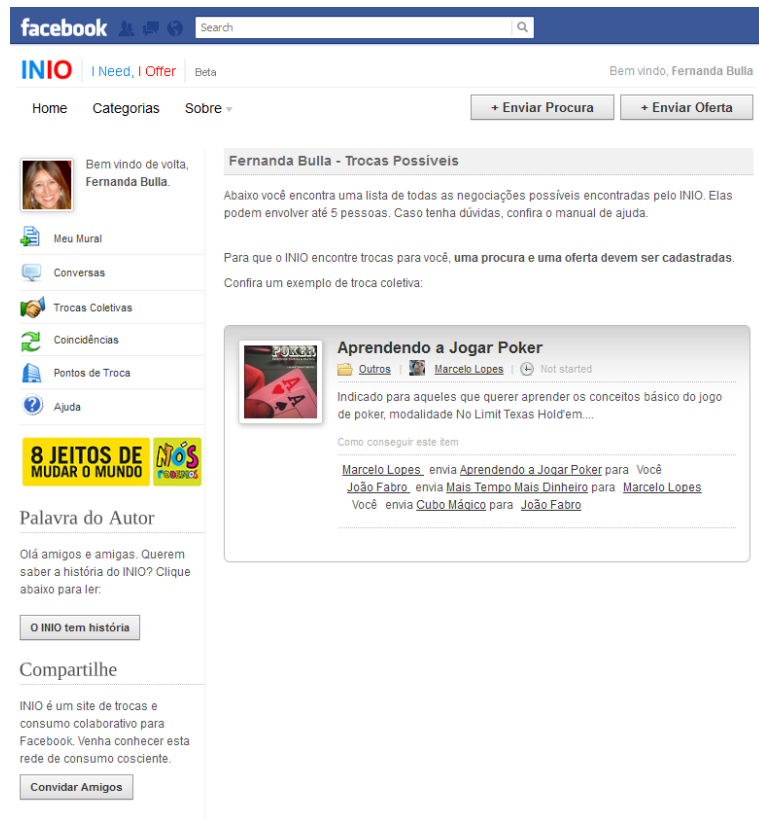 facebook
Search
INIO
I Need, I Offer
Beta
Bem vindo, Fernanda Bulla
Home
Categorias
Sobre
+ Enviar Procura
+ Enviar Oferta
Bem vindo de volta,
Fernanda Bulla.
Meu Mural
Conversas
Trocas Coletivas
Coincidências
Pontos de Troca
Ajuda
8 JEITOS DE
MUDAR O MUNDO
NÓS
PODEMOS
Palavra do Autor
Olá amigos e amigas. Querem
saber a história do INIO? Clique
abaixo para ler:
O INIO tem história
Compartilhe
INIO é um site de trocas e
consumo colaborativo para
Facebook. Venha conhecer esta
rede de consumo cosciente.
Convidar Amigos
Fernanda Bulla - Trocas Possíveis
Abaixo você encontra uma lista de todas as negociações possíveis encontradas pelo INIO. Elas
podem envolver até 5 pessoas. Caso tenha dúvidas, confira o manual de ajuda.
Para que o INIO encontre trocas para você, uma procura e uma oferta devem ser cadastradas.
Confira um exemplo de troca coletiva:
POKER
Aprendendo a Jogar Poker
Outros | Marcelo Lopes | Not started
Indicado para aqueles que querer aprender os conceitos básico do jogo
de poker, modalidade No Limit Texas Hold'em....
Como conseguir este item
Marcelo Lopes envia Aprendendo a Jogar Poker para Você
João Fabro envia Mais Tempo Mais Dinheiro para Marcelo Lopes
Você envia Cubo Mágico para João Fabro